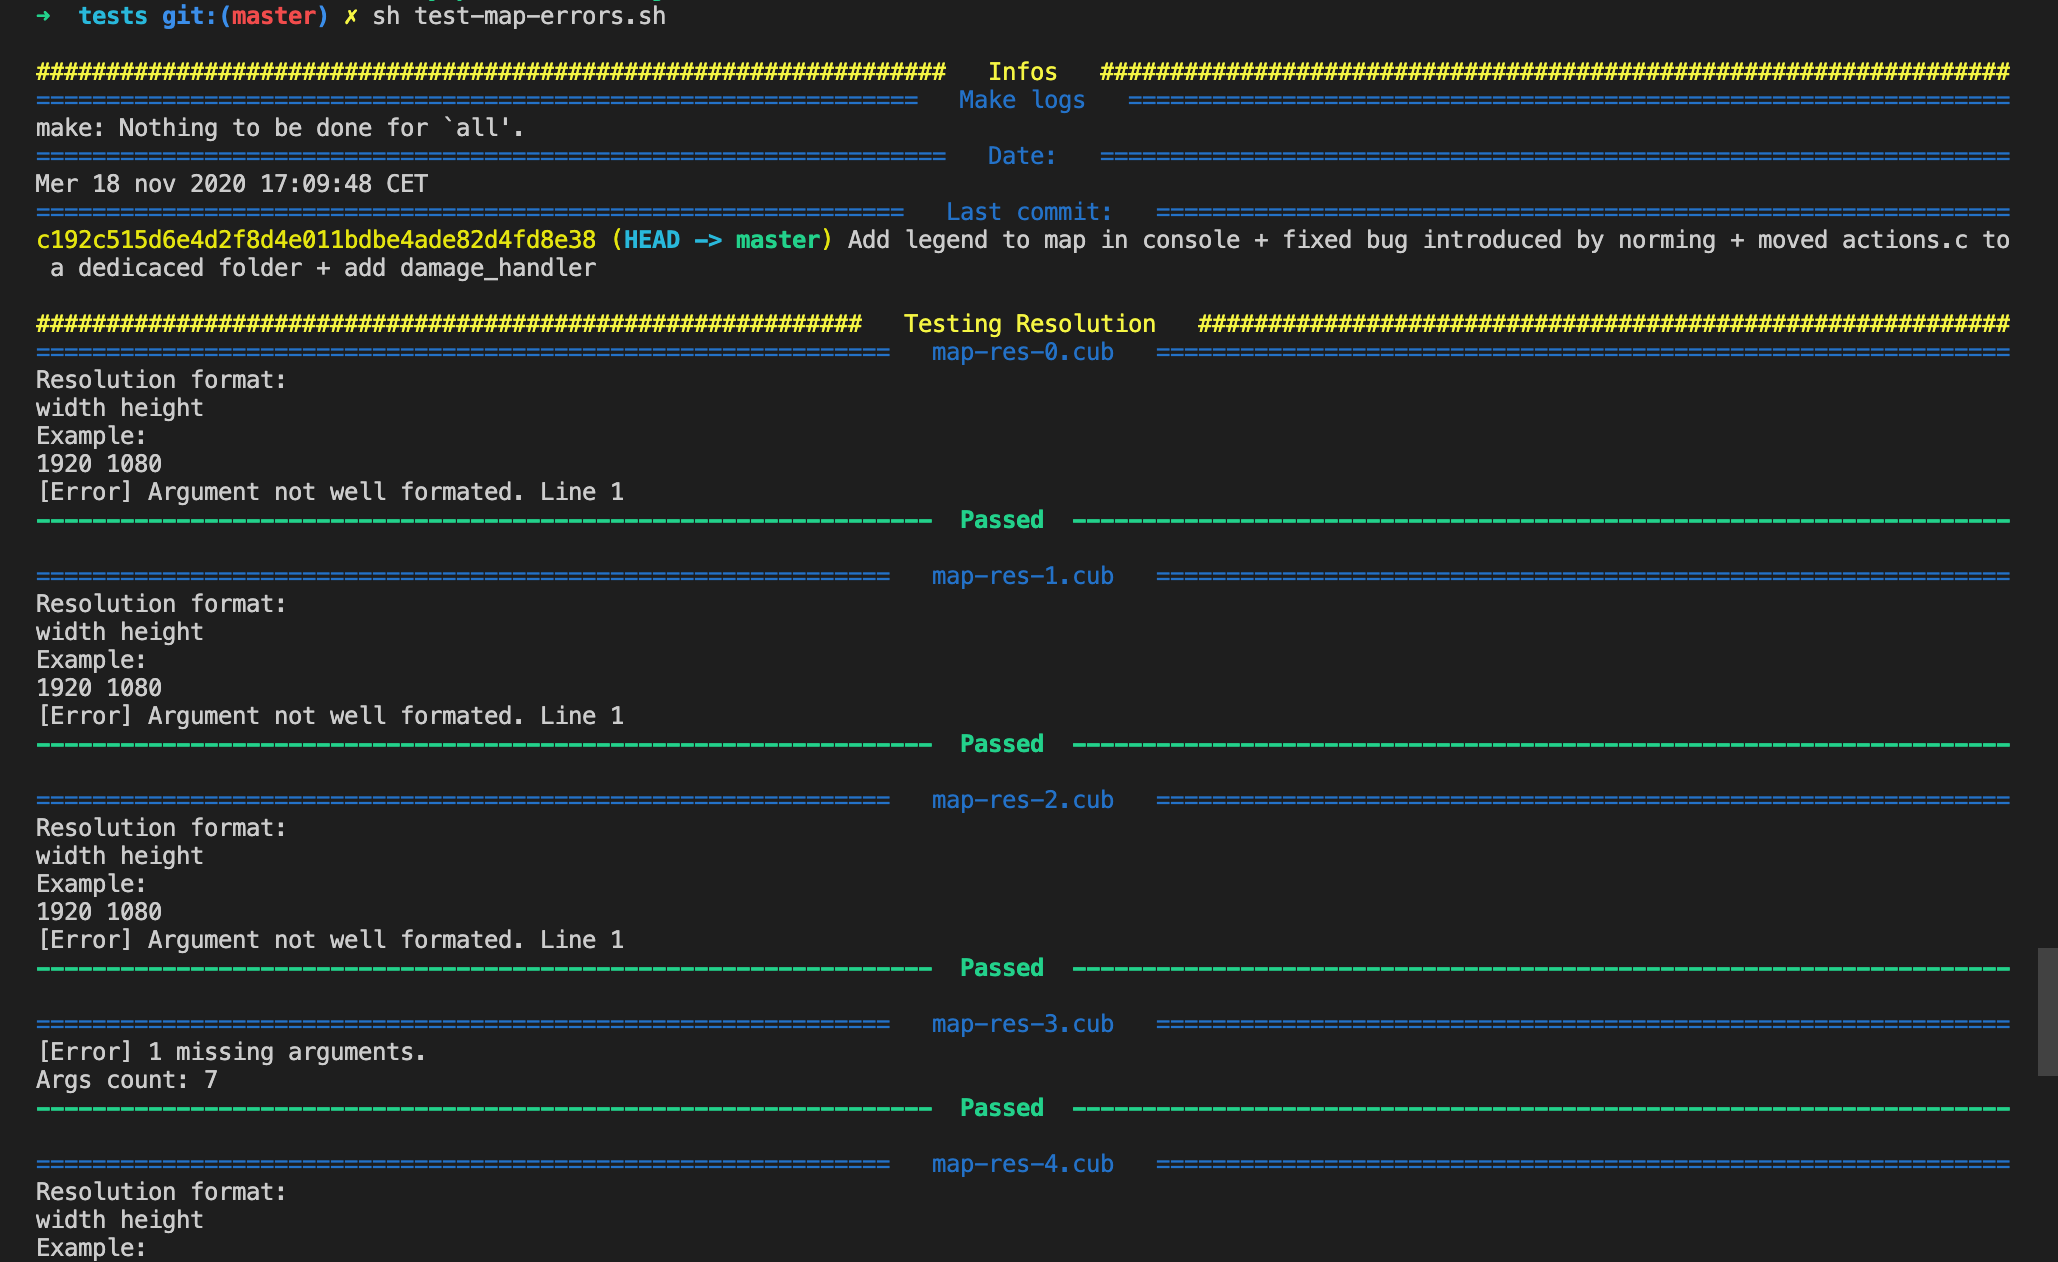 ➜  tests git:(master) ✗ sh test-map-errors.sh
################################################################# Infos #################################################################
=============================================================== Make logs ===============================================================
make: Nothing to be done for `all'.
================================================================= Date: =================================================================
Mer 18 nov 2020 17:09:48 CET
============================================================== Last commit: =============================================================
c192c515d6e4d2f8d4e011bdbe4ade82d4fd8e38 (HEAD -> master) Add legend to map in console + fixed bug introduced by norming + moved actions.c to
a dedicaced folder + add damage_handler
########################################################### Testing Resolution ##########################################################
============================================================= map-res-0.cub =============================================================
Resolution format:
width height
Example:
1920 1080
[Error] Argument not well formated. Line 1
---------------------------------------------------------------- Passed -------------------------------------------------------------------
============================================================= map-res-1.cub =============================================================
Resolution format:
width height
Example:
1920 1080
[Error] Argument not well formated. Line 1
---------------------------------------------------------------- Passed -------------------------------------------------------------------
============================================================= map-res-2.cub =============================================================
Resolution format:
width height
Example:
1920 1080
[Error] Argument not well formated. Line 1
---------------------------------------------------------------- Passed -------------------------------------------------------------------
============================================================= map-res-3.cub =============================================================
[Error] 1 missing arguments.
Args count: 7
---------------------------------------------------------------- Passed -------------------------------------------------------------------
============================================================= map-res-4.cub =============================================================
Resolution format:
width height
Example: